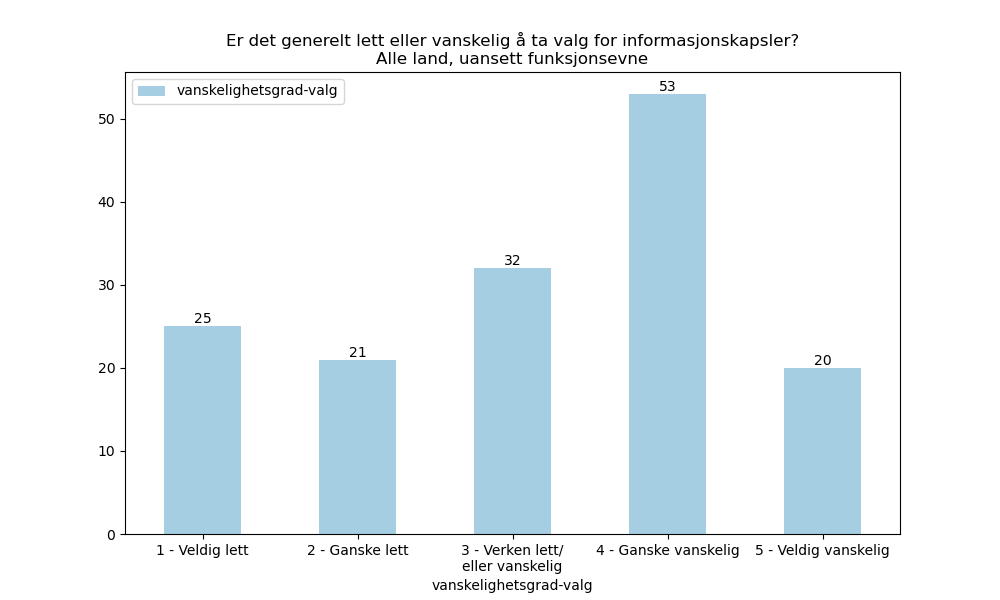 Er det generelt lett eller vanskelig å ta valg for informasjonskapsler?
Alle land, uansett funksjonsevne
vanskelighetsgrad-valg
50
40
30
20
10
0
25
21
32
53
20
1 - Veldig lett
2 - Ganske lett
3 - Verken lett/
eller vanskelig
4 - Ganske vanskelig
5 - Veldig vanskelig
vanskelighetsgrad-valg